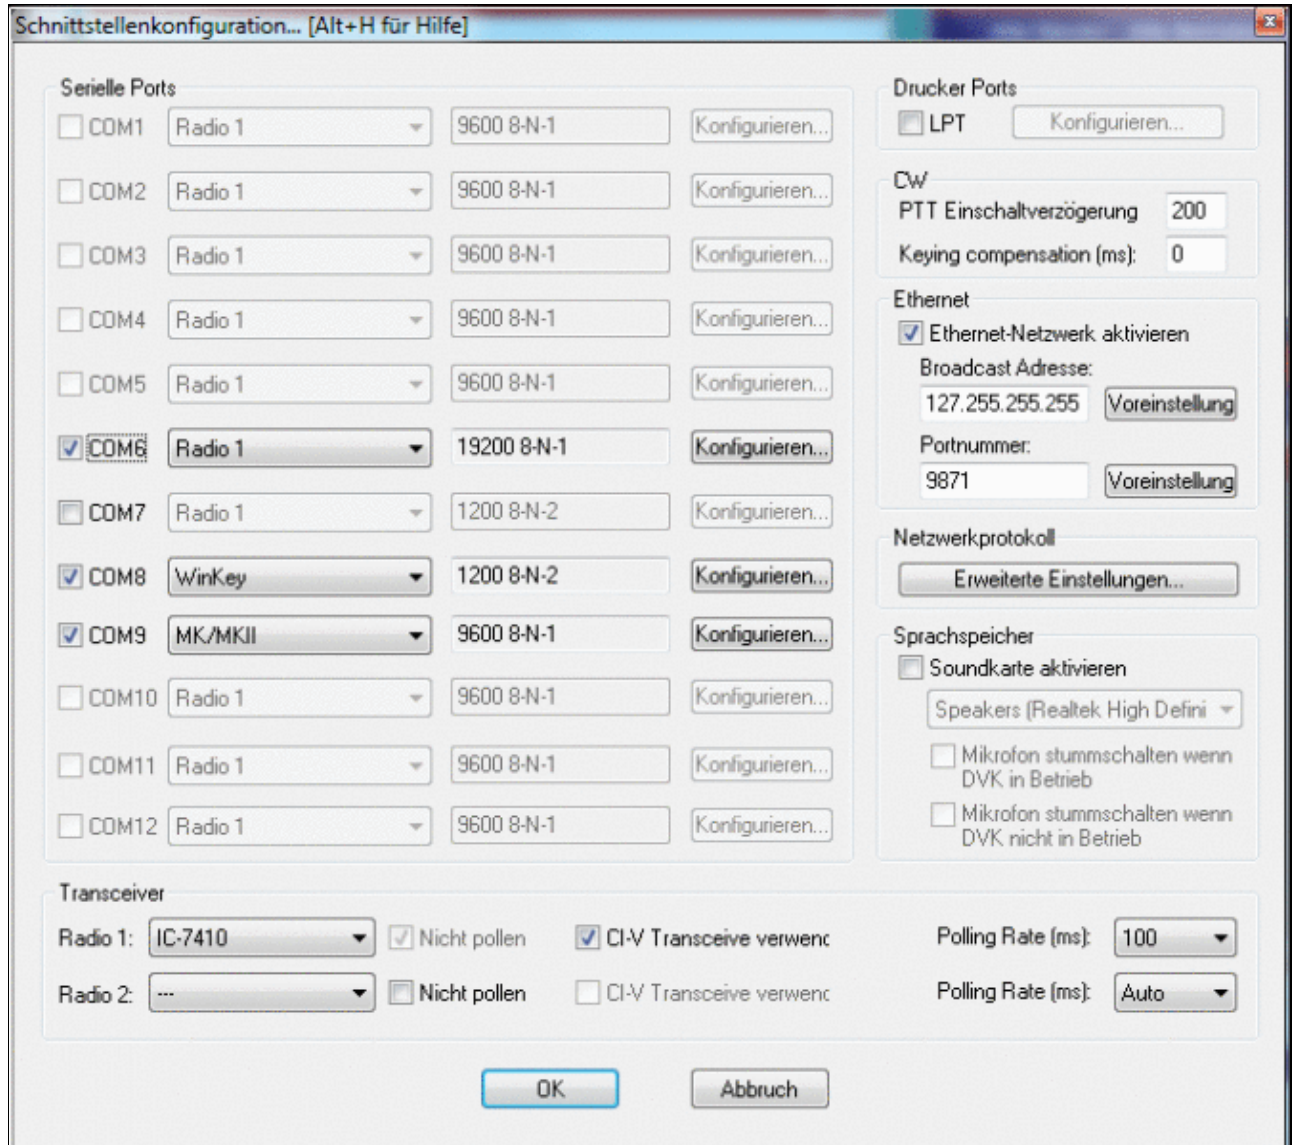 Schnittstellenkonfiguration... [Alt+H für Hilfe]
Serielle Ports
COM1 Radio 1 9600 8-N-1 Konfigurieren...
COM2 Radio 1 9600 8-N-1 Konfigurieren...
COM3 Radio 1 9600 8-N-1 Konfigurieren...
COM4 Radio 1 9600 8-N-1 Konfigurieren...
COM5 Radio 1 9600 8-N-1 Konfigurieren...
COM6 Radio 1 19200 8-N-1 Konfigurieren...
COM7 Radio 1 1200 8-N-2 Konfigurieren...
COM8 WinKey 1200 8-N-2 Konfigurieren...
COM9 MK/MKII 9600 8-N-1 Konfigurieren...
COM10 Radio 1 9600 8-N-1 Konfigurieren...
COM11 Radio 1 9600 8-N-1 Konfigurieren...
COM12 Radio 1 9600 8-N-1 Konfigurieren...
Drucker Ports
LPT Konfigurieren...
CW
PTT Einschaltverzögerung 200
Keying compensation (ms): 0
Ethernet
Ethernet-Netzwerk aktivieren
Broadcast Adresse:
127.255.255.255 Voreinstellung
Portnummer:
9871 Voreinstellung
Netzwerkprotokoll
Erweiterte Einstellungen...
Sprachspeicher
Soundkarte aktivieren
Speakers (Realtek High Defini
Mikrofon stummschalten wenn
DVK in Betrieb
Mikrofon stummschalten wenn
DVK nicht in Betrieb
Transceiver
Radio 1: IC-7410 Nicht pollen CI-V Transceive verwenc Polling Rate (ms): 100
Radio 2: --- Nicht pollen CI-V Transceive verwenc Polling Rate (ms): Auto
OK Abbruch